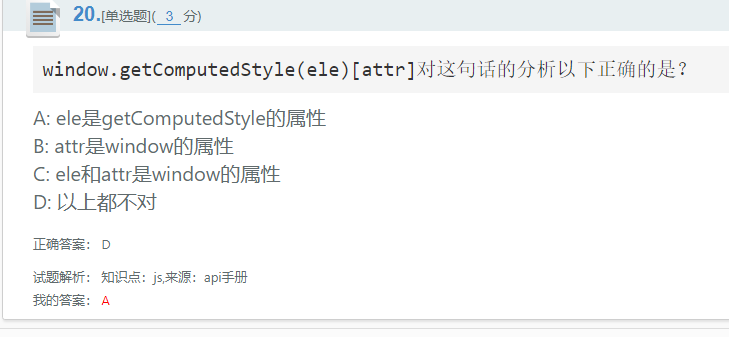 20.[单选题](  3  分)
window.getComputedStyle(ele)[attr]对这句话的分析以下正确的是?
A: ele是getComputedStyle的属性
B: attr是window的属性
C: ele和attr是window的属性
D: 以上都不对
正确答案： D
试题解析： 知识点：js,来源：api手册
我的答案： A